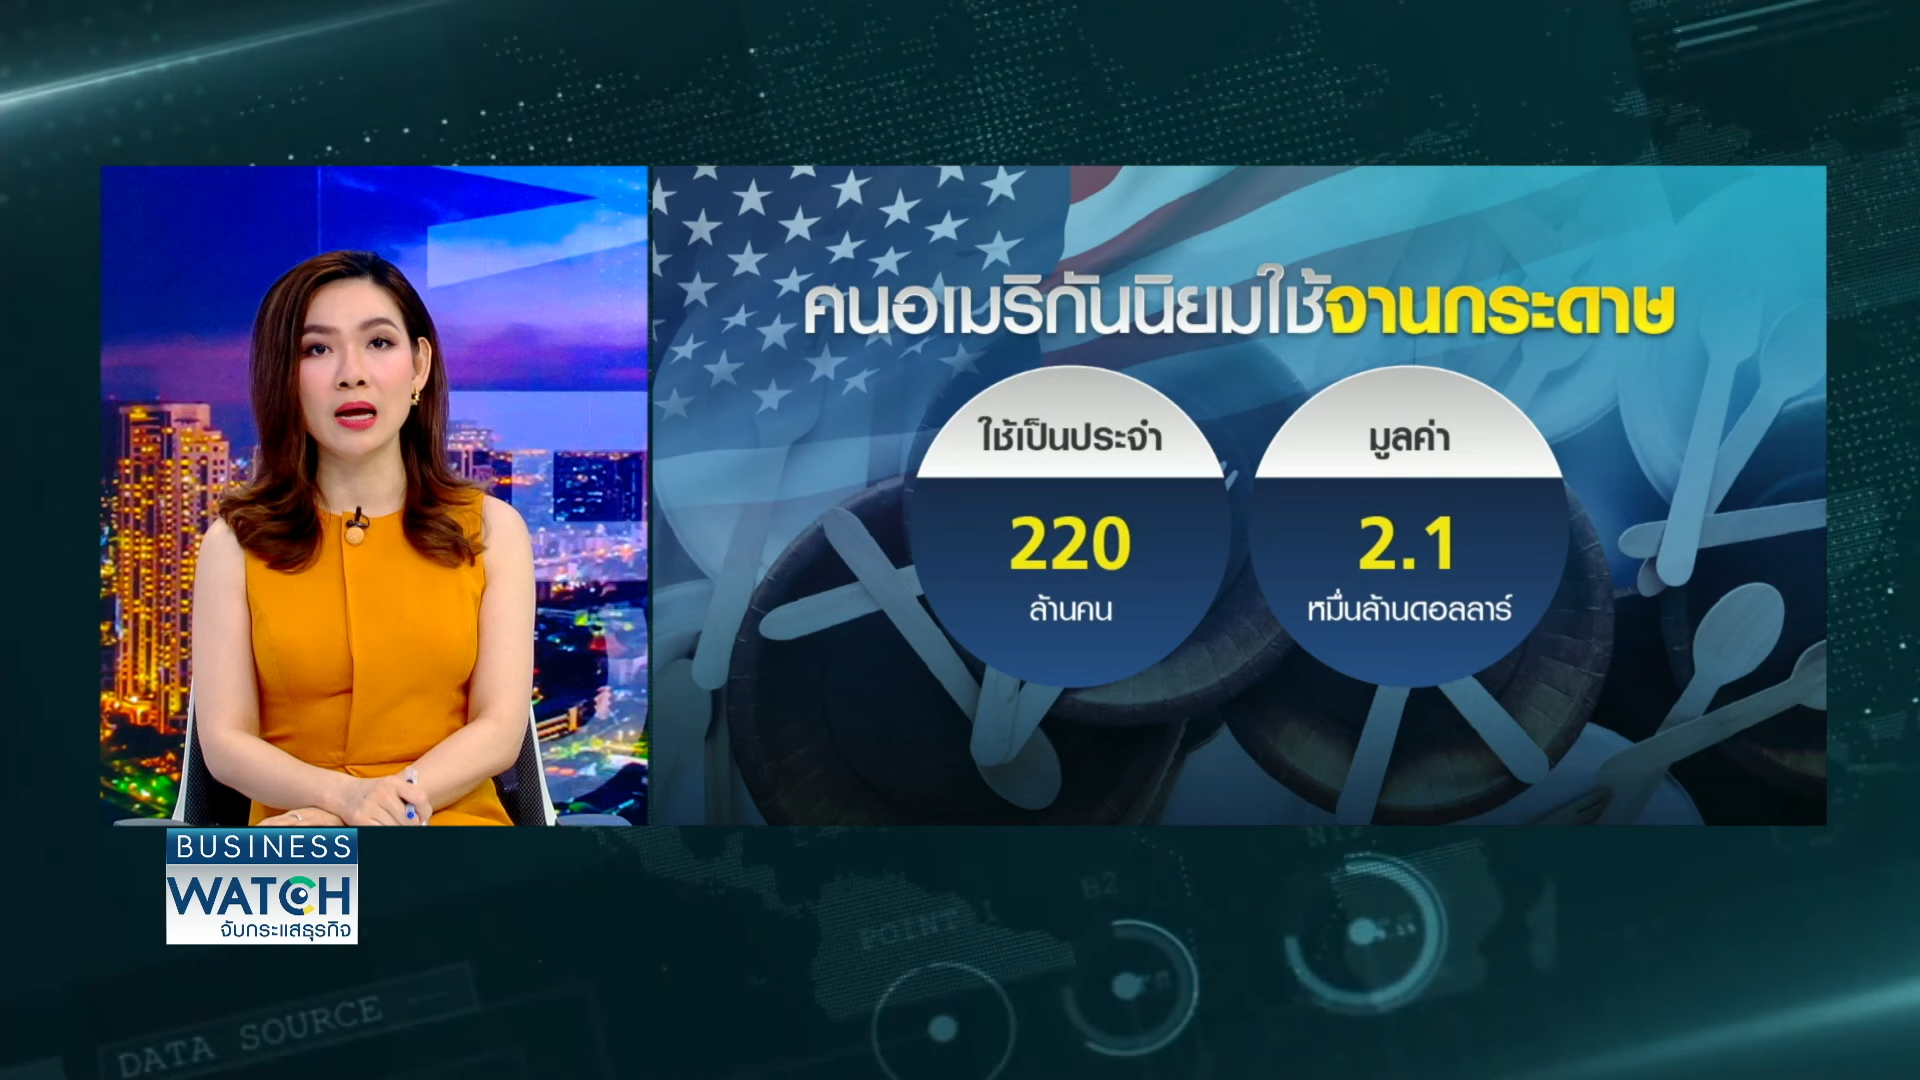 คนอเมริกันนิยมใช้จานกระดาษ
ใช้เป็นประจำ
220
ล้านคน
มูลค่า
2.1
หมื่นล้านดอลลาร์
BUSINESS
WATCH
จับกระแสธุรกิจ
POINT 1
DATA SOURCE